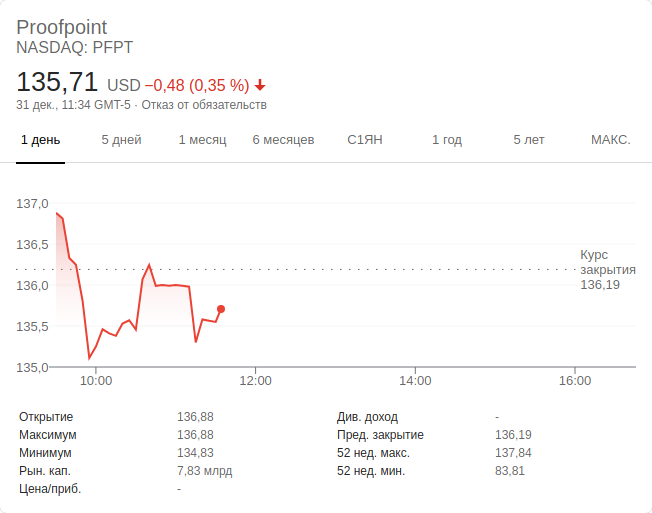 Proofpoint
NASDAQ: PFPT
135,71 USD −0,48 (0,35 %)
31 дек., 11:34 GMT-5 · Отказ от обязательств
1 день 5 дней 1 месяц 6 месяцев С1ЯН 1 год 5 лет МАКС.
137,0
136,5
136,0
135,5
135,0
Курс
закрытия
136,19
10:00 12:00 14:00 16:00
Открытие 136,88 Див. доход -
Максимум 136,88 Пред. закрытие 136,19
Минимум 134,83 52 нед. макс. 137,84
Рын. кап. 7,83 млрд 52 нед. мин. 83,81
Цена/приб. -